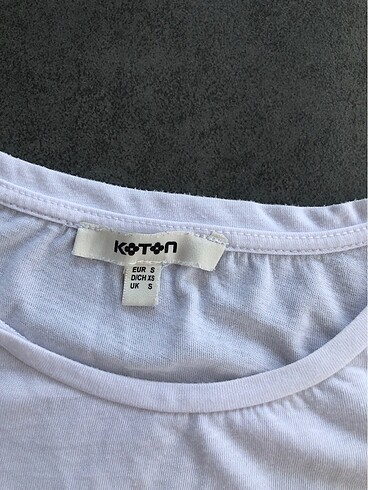 KOTON
EUR S
D/CH XS
UK S